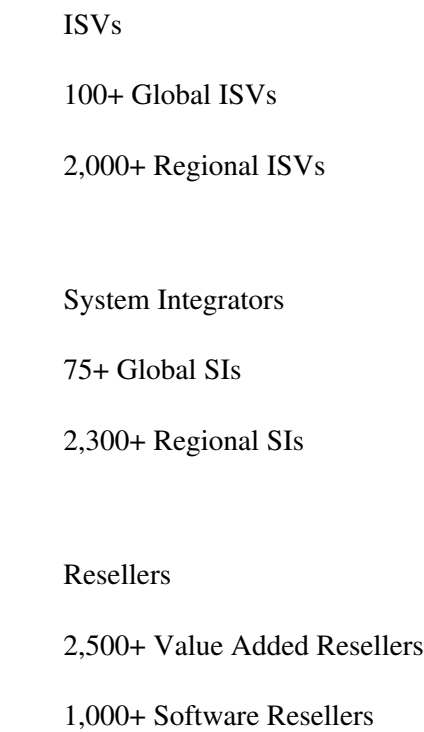 ISVs
100+ Global ISVs
2,000+ Regional ISVs
System Integrators
75+ Global SIs
2,300+ Regional SIs
Resellers
2,500+ Value Added Resellers
1,000+ Software Resellers